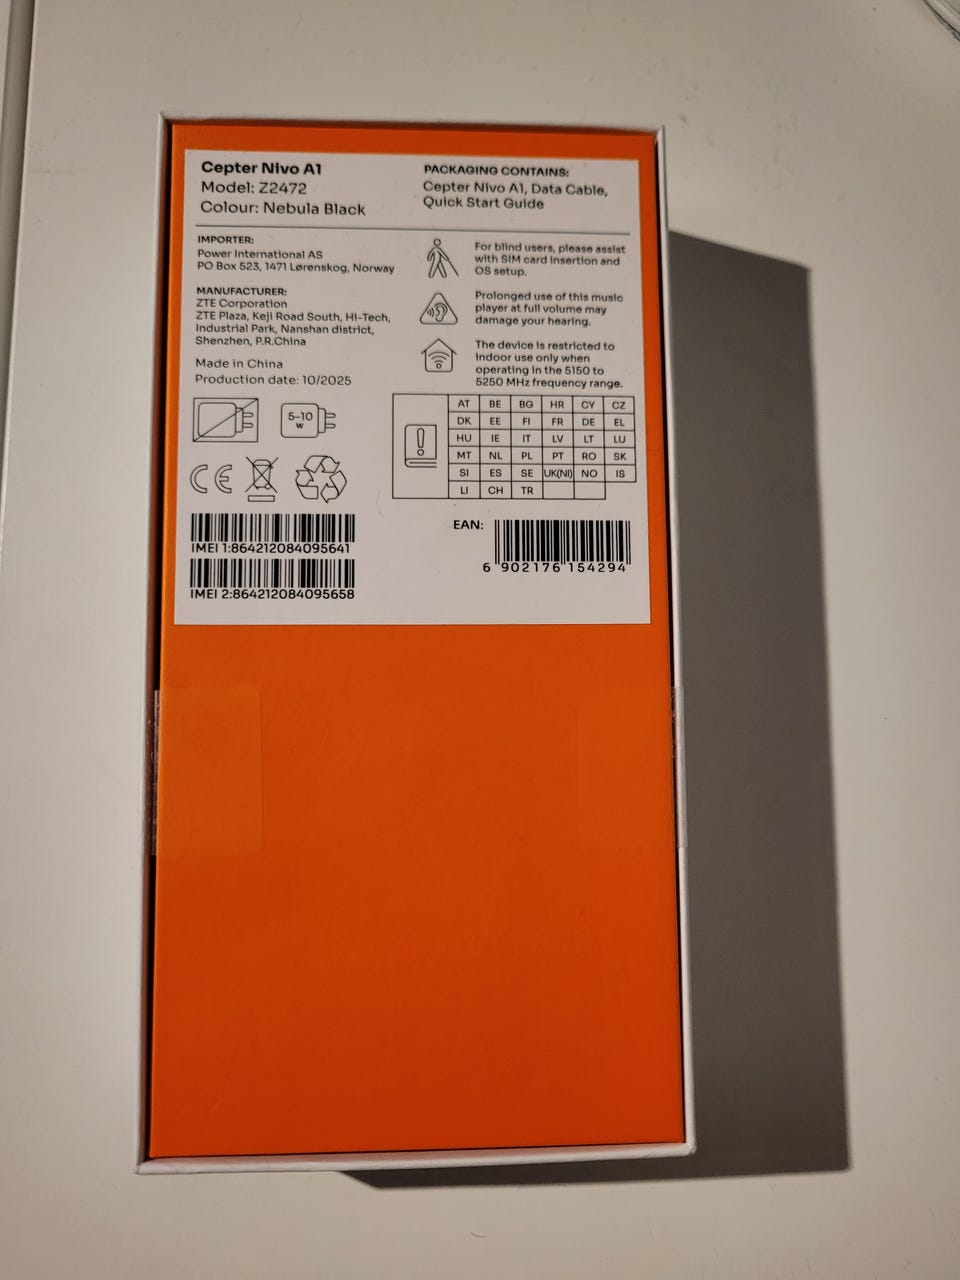 Cepter Nivo A1
Model: Z2472
Colour: Nebula Black
PACKAGING CONTAINS:
Cepter Nivo A1, Data Cable,
Quick Start Guide
IMPORTER:
Power International AS
PO Box 523, 1471 Lørenskog, Norway
MANUFACTURER:
ZTE Corporation
ZTE Plaza, Keji Road South, Hi-Tech,
Industrial Park, Nanshan district,
Shenzhen, P.R.China
Made in China
Production date: 10/2025
For blind users, please assist
with SIM card insertion and
OS setup.
Prolonged use of this music
player at full volume may
damage your hearing.
The device is restricted to
indoor use only when
operating in the 5150 to
5250 MHz frequency range.
5–10
W
CE
AT BE BG HR CY CZ
DK EE FI FR DE EL
HU IE IT LV LT LU
MT NL PL PT RO SK
SI ES SE UK(NI) NO IS
LI CH TR
IMEI 1:864212084095641
IMEI 2:864212084095658
EAN:
6 902176 154294